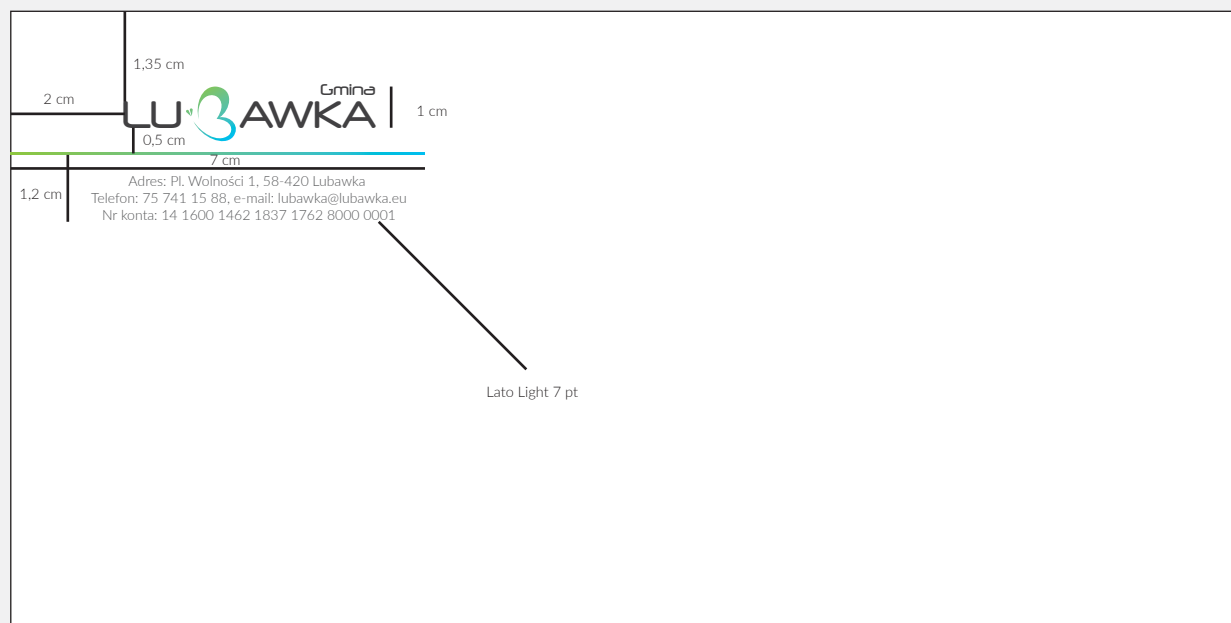 1,35 cm
2 cm
Gmina
LUBAWKA
1 cm
0,5 cm
7 cm
1,2 cm
Adres: Pl. Wolności 1, 58-420 Lubawka
Telefon: 75 741 15 88, e-mail: lubawka@lubawka.eu
Nr konta: 14 1600 1462 1837 1762 8000 0001
Lato Light 7 pt